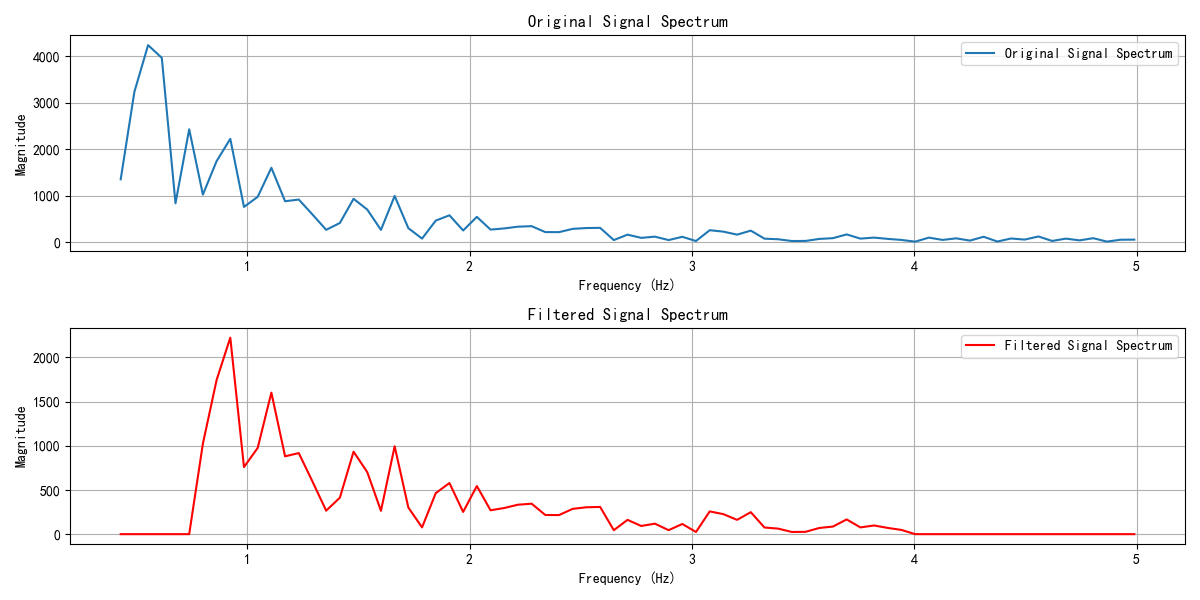 Original Signal Spectrum
Original Signal Spectrum
Magnitude
4000
3000
2000
1000
0
1 2 3 4 5
Frequency (Hz)
Filtered Signal Spectrum
Filtered Signal Spectrum
Magnitude
2000
1500
1000
500
0
1 2 3 4 5
Frequency (Hz)